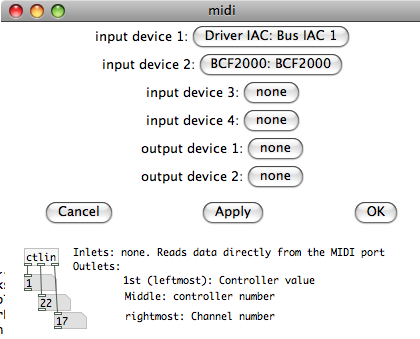 midi
input device 1: Driver IAC: Bus IAC 1
input device 2: BCF2000: BCF2000
input device 3: none
input device 4: none
output device 1: none
output device 2: none
Cancel Apply OK
ctlin
Inlets: none. Reads data directly from the MIDI port
Outlets:
1 1st (leftmost): Controller value
22 Middle: controller number
17 rightmost: Channel number